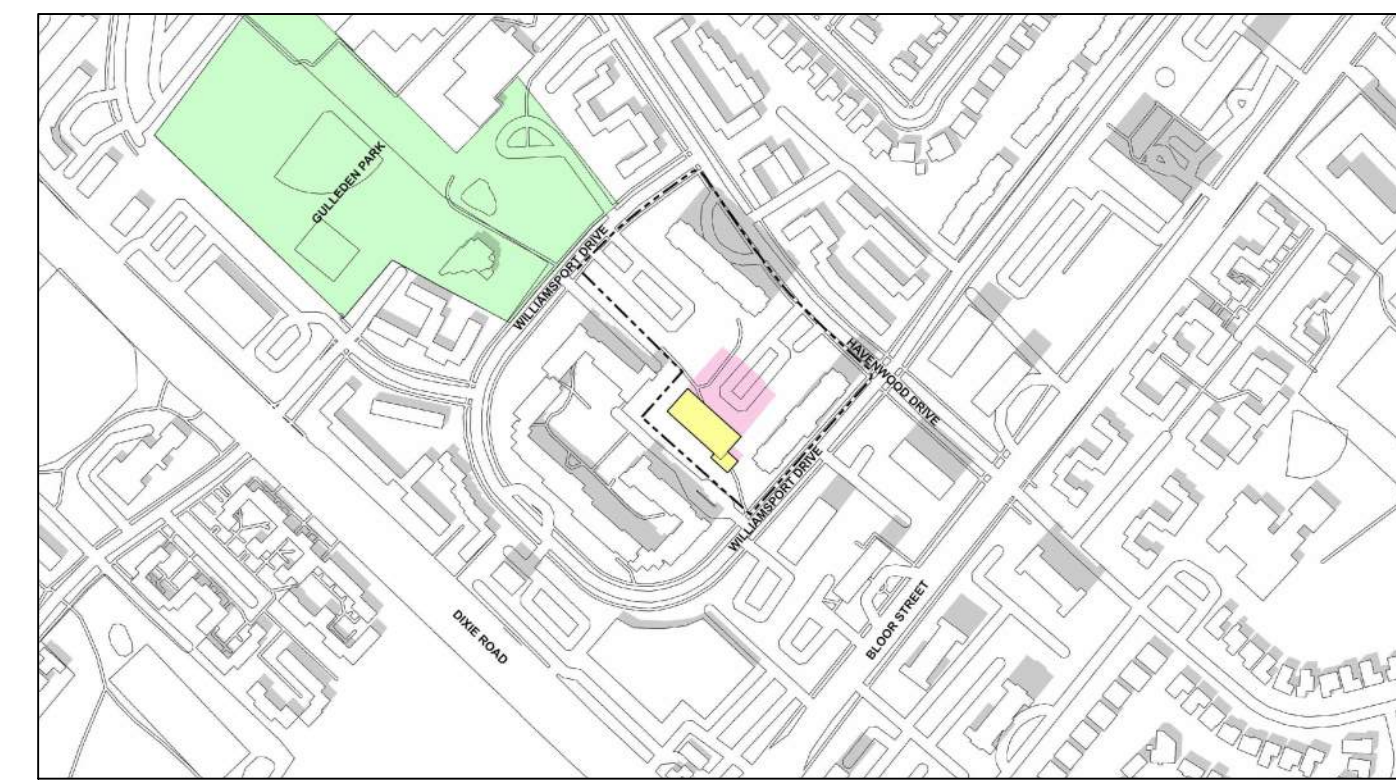 GULLEDEN PARK
WILLIAMSPORT DRIVE
HAVENWOOD DRIVE
WILLIAMSPORT DRIVE
BLOOR STREET
DIXIE ROAD